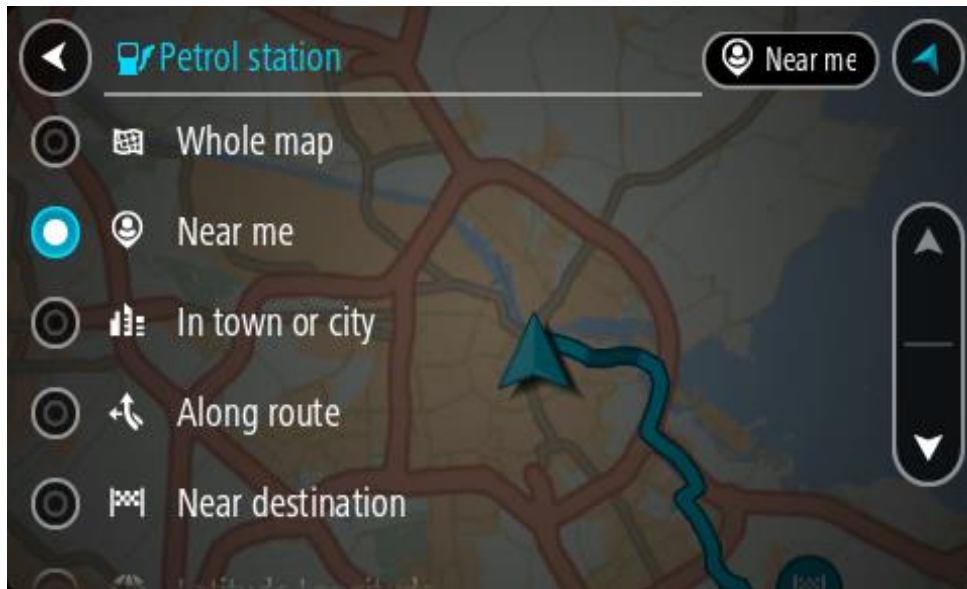 Petrol station
Near me
Whole map
Near me
In town or city
Along route
Near destination